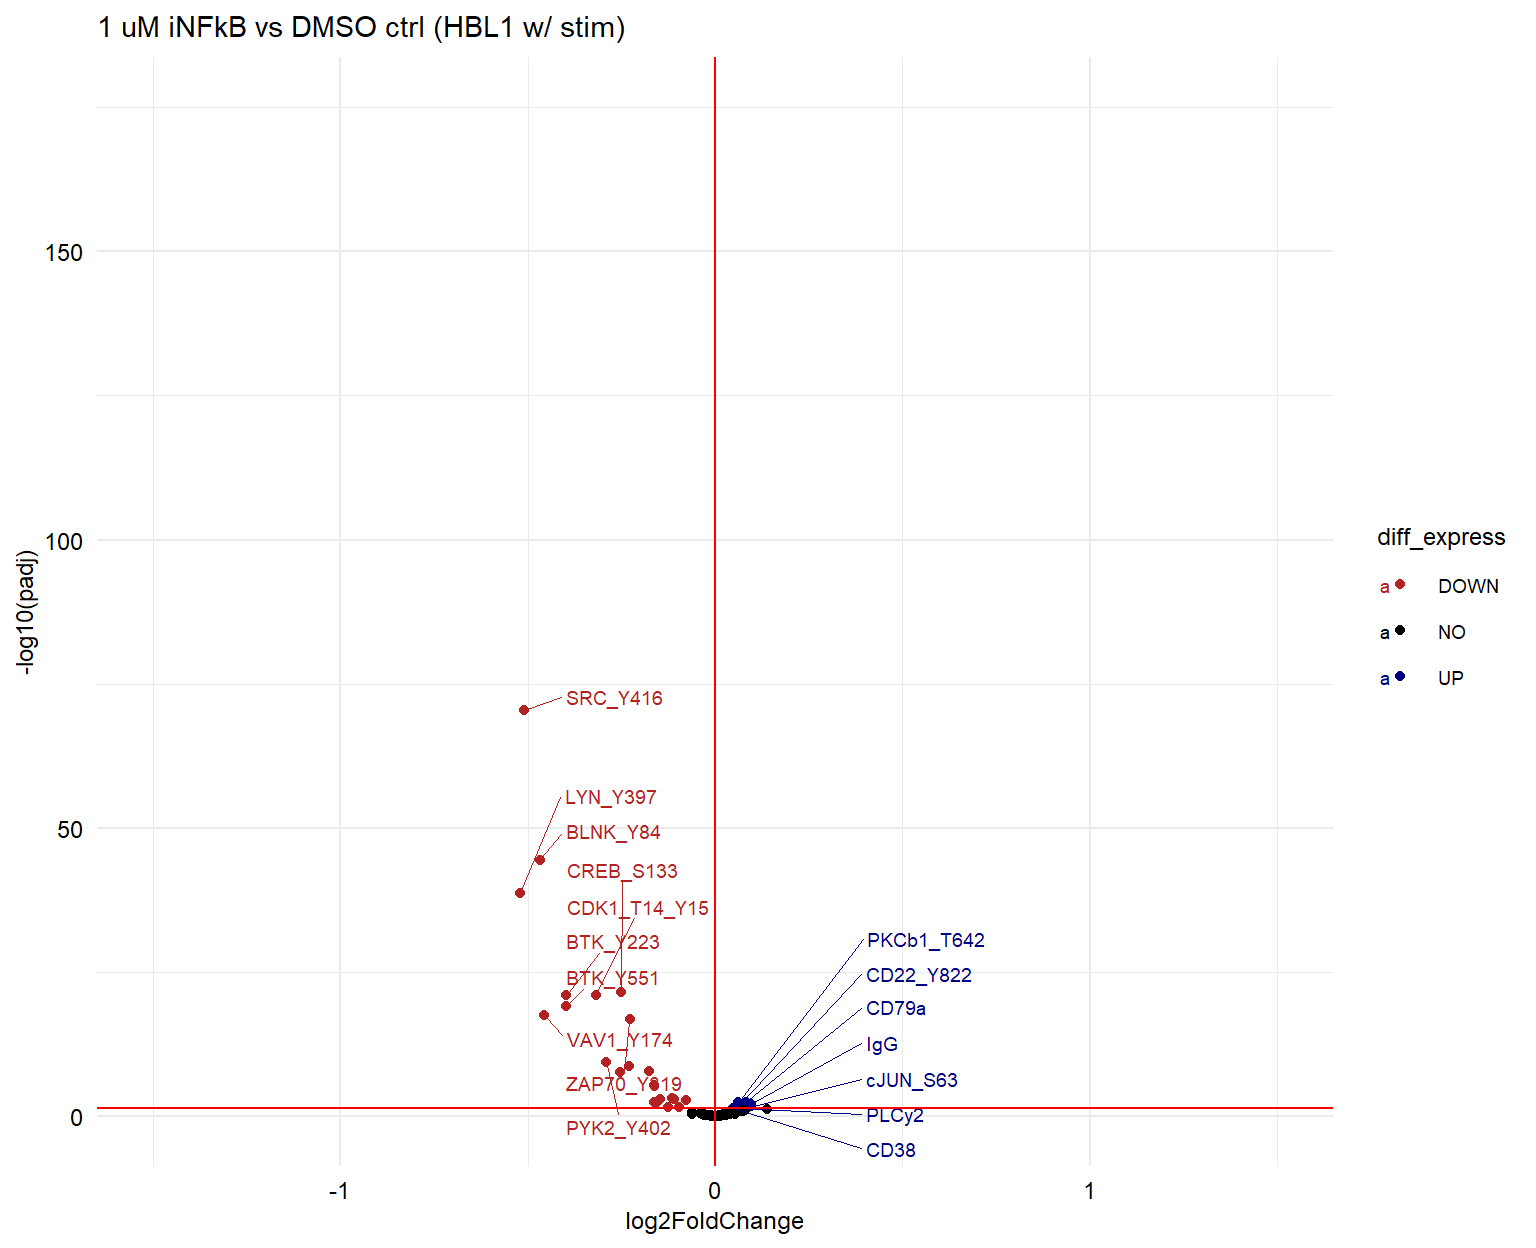 1 uM iNFkB vs DMSO ctrl (HBL1 w/ stim)
-log10(padj)
150
100
50
0
SRC_Y416
LYN_Y397
BLNK_Y84
CREB_S133
CDK1_T14_Y15
BTK_Y223
BTK_Y551
VAV1_Y174
ZAP70_Y319
PYK2_Y402
PKCb1_T642
CD22_Y822
CD79a
IgG
cJUN_S63
PLCy2
CD38
diff_express
a DOWN
a NO
a UP
-1
0
1
log2FoldChange